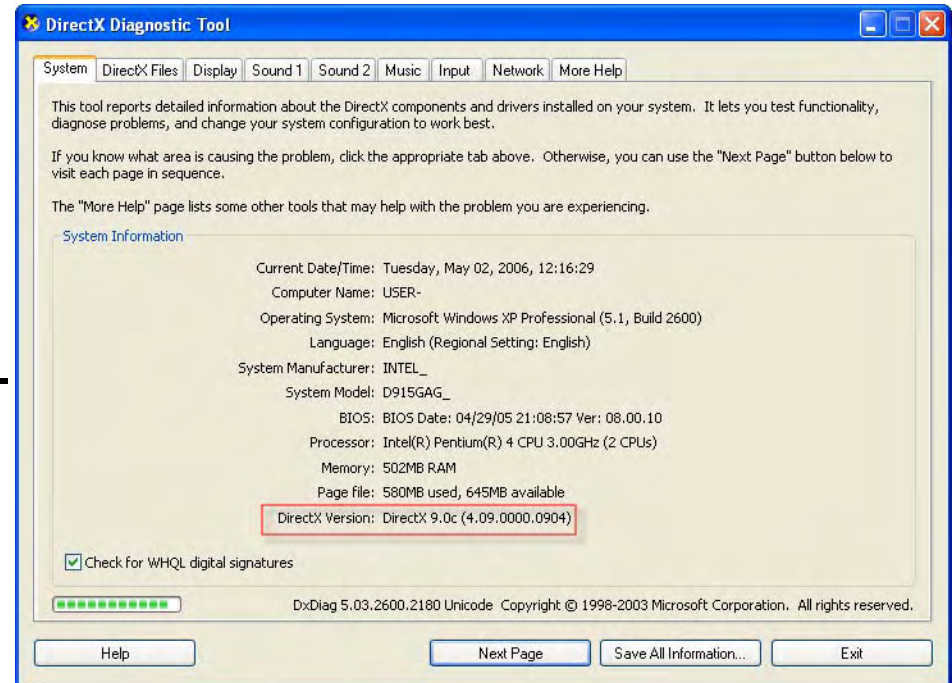 DirectX Diagnostic Tool
System DirectX Files Display Sound 1 Sound 2 Music Input Network More Help
This tool reports detailed information about the DirectX components and drivers installed on your system. It lets you test functionality,
diagnose problems, and change your system configuration to work best.
If you know what area is causing the problem, click the appropriate tab above. Otherwise, you can use the "Next Page" button below to
visit each page in sequence.
The "More Help" page lists some other tools that may help with the problem you are experiencing.
System Information
Current Date/Time: Tuesday, May 02, 2006, 12:16:29
Computer Name: USER-
Operating System: Microsoft Windows XP Professional (5.1, Build 2600)
Language: English (Regional Setting: English)
System Manufacturer: INTEL_
System Model: D915GAG_
BIOS: BIOS Date: 04/29/05 21:08:57 Ver: 08.00.10
Processor: Intel(R) Pentium(R) 4 CPU 3.00GHz (2 CPUs)
Memory: 502MB RAM
Page file: 580MB used, 645MB available
DirectX Version: DirectX 9.0c (4.09.0000.0904)
Check for WHQL digital signatures
DxDiag 5.03.2600.2180 Unicode Copyright © 1998-2003 Microsoft Corporation. All rights reserved.
Help Next Page Save All Information... Exit